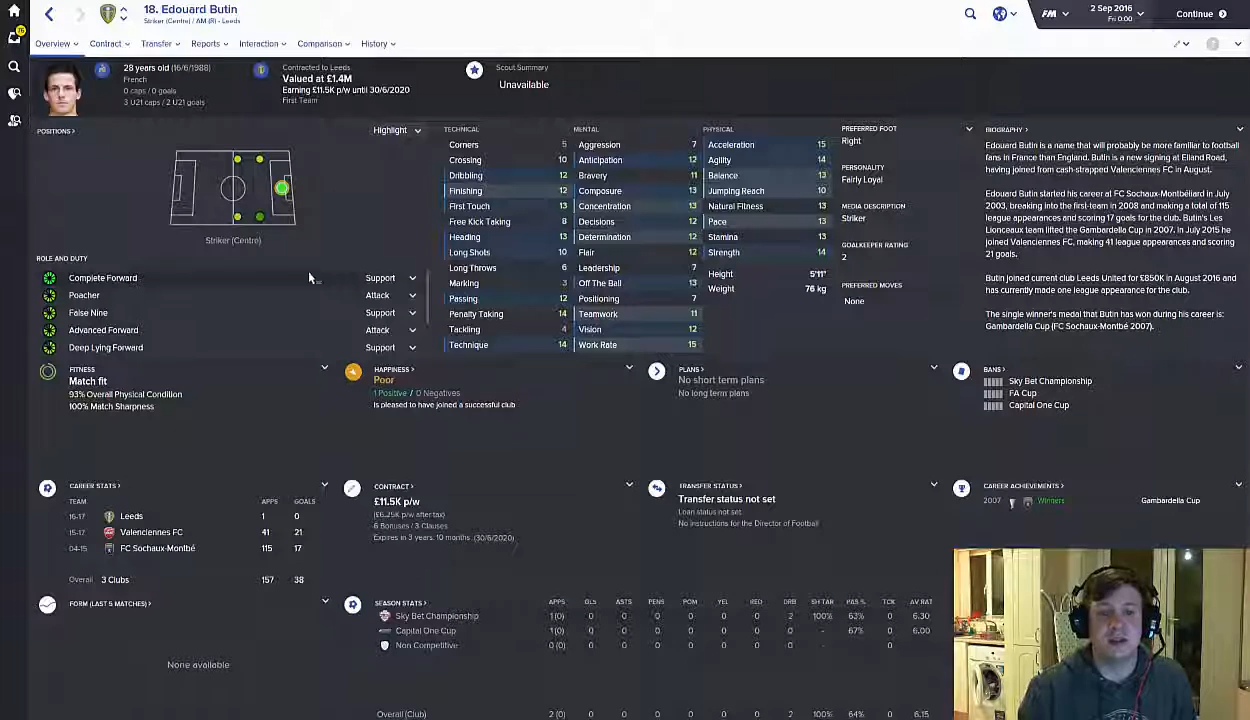 18. Edouard Butin
Striker (Centre) / AM (R) - Leeds
FM
2 Sep 2016
Fri 0:00
Continue
Overview Contract Transfer Reports Interaction Comparison History
28 years old (16/6/1988)
French
0 caps / 0 goals
3 U21 caps / 2 U21 goals
Contracted to Leeds
Valued at £1.4M
Earning £11.5K p/w until 30/6/2020
First Team
Scout Summary
Unavailable
POSITIONS >
Highlight
Striker (Centre)
ROLE AND DUTY
Complete Forward Support
Poacher Attack
False Nine Support
Advanced Forward Attack
Deep Lying Forward Support
TECHNICAL
Corners 5
Crossing 10
Dribbling 12
Finishing 12
First Touch 13
Free Kick Taking 8
Heading 13
Long Shots 10
Long Throws 6
Marking 3
Passing 12
Penalty Taking 14
Tackling 4
Technique 14
MENTAL
Aggression 7
Anticipation 12
Bravery 11
Composure 13
Concentration 13
Decisions 12
Determination 12
Flair 12
Leadership 7
Off The Ball 13
Positioning 7
Teamwork 11
Vision 12
Work Rate 15
PHYSICAL
Acceleration 15
Agility 14
Balance 13
Jumping Reach 10
Natural Fitness 13
Pace 13
Stamina 13
Strength 14
Height 5'11"
Weight 76 kg
PREFERRED FOOT
Right
PERSONALITY
Fairly Loyal
MEDIA DESCRIPTION
Striker
GOALKEEPER RATING
2
PREFERRED MOVES
None
BIOGRAPHY >
Edouard Butin is a name that will probably be more familiar to football
fans in France than England. Butin is a new signing at Elland Road,
having joined from cash-strapped Valenciennes FC in August.
Edouard Butin started his career at FC Sochaux-Montbéliard in July
2003, breaking into the first-team in 2008 and making a total of 115
league appearances and scoring 17 goals for the club. Butin's Les
Lionceaux team lifted the Gambardella Cup in 2007. In July 2015 he
joined Valenciennes FC, making 41 league appearances and scoring
21 goals.
Butin joined current club Leeds United for £850K in August 2016 and
has currently made one league appearance for the club.
The single winner's medal that Butin has won during his career is:
Gambardella Cup (FC Sochaux-Montbé 2007).
FITNESS
Match fit
93% Overall Physical Condition
100% Match Sharpness
HAPPINESS >
Poor
1 Positive / 0 Negatives
Is pleased to have joined a successful club
PLANS >
No short term plans
No long term plans
BANS >
Sky Bet Championship
FA Cup
Capital One Cup
CAREER STATS >
TEAM APPS GOALS
16-17 Leeds 1 0
15-17 Valenciennes FC 41 21
04-15 FC Sochaux-Montbé 115 17
Overall 3 Clubs 157 38
CONTRACT >
£11.5K p/w
(£6.25K p/w after tax)
6 Bonuses / 3 Clauses
Expires in 3 years, 10 months. (30/6/2020)
TRANSFER STATUS >
Transfer status not set
Loan status not set.
No instructions for the Director of Football
CAREER ACHIEVEMENTS >
2007 Winners Gambardella Cup
FORM (LAST 5 MATCHES) >
None available
SEASON STATS >
APPS GLS ASTS PENS POM YEL RED DRB SH TAR PAS % TCK AV RAT
Sky Bet Championship 1 (0) 0 0 0 0 0 0 2 100% 63% 0 6.30
Capital One Cup 1 (0) 0 0 0 0 0 0 0 - 67% 0 6.00
Non Competitive 0 (0) 0 0 0 0 0 0 0 0
Overall (Club) 2 (0) 0 0 0 0 0 0 2 100% 64% 0 6.15